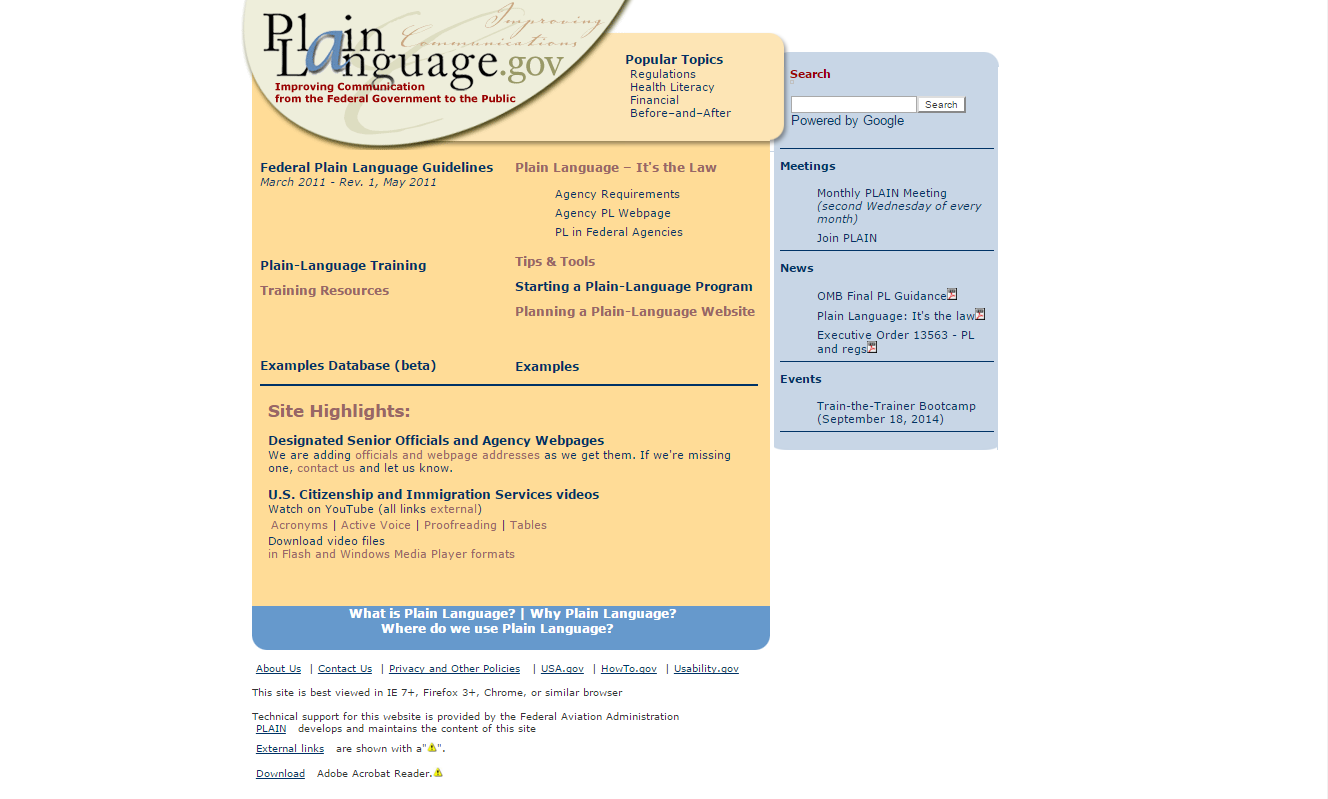 Improving
Communications
Plain
Language.gov
Improving Communication
from the Federal Government to the Public
Popular Topics
Regulations
Health Literacy
Financial
Before–and–After
Federal Plain Language Guidelines
March 2011 - Rev. 1, May 2011
Plain Language – It's the Law
Agency Requirements
Agency PL Webpage
PL in Federal Agencies
Plain-Language Training
Training Resources
Tips & Tools
Starting a Plain-Language Program
Planning a Plain-Language Website
Examples Database (beta)
Examples
Site Highlights:
Designated Senior Officials and Agency Webpages
We are adding officials and webpage addresses as we get them. If we're missing
one, contact us and let us know.
U.S. Citizenship and Immigration Services videos
Watch on YouTube (all links external)
Acronyms | Active Voice | Proofreading | Tables
Download video files
in Flash and Windows Media Player formats
What is Plain Language? | Why Plain Language?
Where do we use Plain Language?
Search
Search
Powered by Google
Meetings
Monthly PLAIN Meeting
(second Wednesday of every
month)
Join PLAIN
News
OMB Final PL Guidance
Plain Language: It's the law
Executive Order 13563 - PL
and regs
Events
Train-the-Trainer Bootcamp
(September 18, 2014)
About Us | Contact Us | Privacy and Other Policies | USA.gov | HowTo.gov | Usability.gov
This site is best viewed in IE 7+, Firefox 3+, Chrome, or similar browser
Technical support for this website is provided by the Federal Aviation Administration
PLAIN develops and maintains the content of this site
External links are shown with a"".
Download Adobe Acrobat Reader.